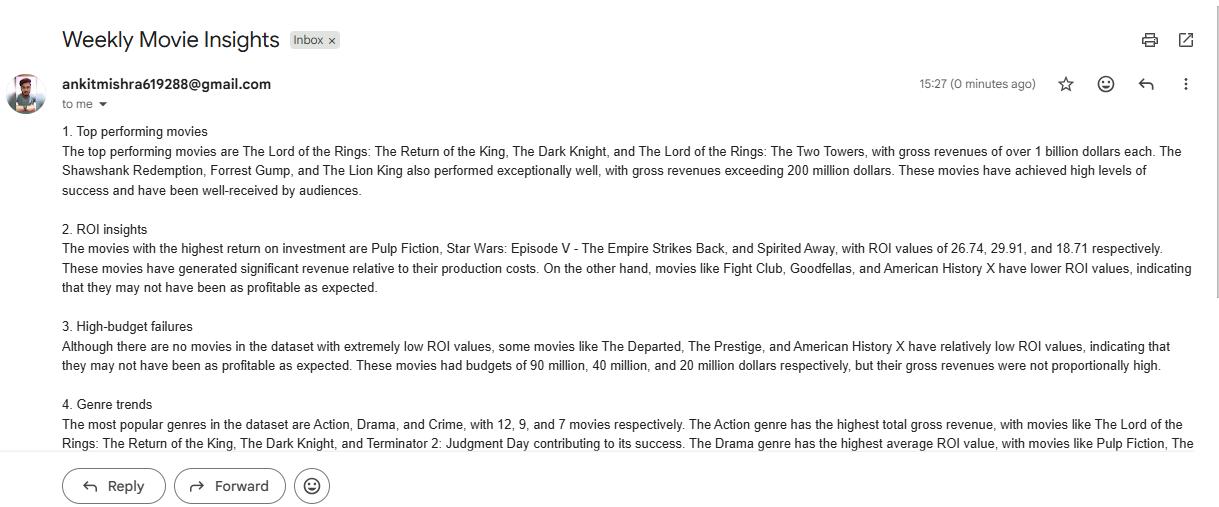 Weekly Movie Insights Inbox ×
ankitmishra619288@gmail.com 15:27 (0 minutes ago)
to me
1. Top performing movies
The top performing movies are The Lord of the Rings: The Return of the King, The Dark Knight, and The Lord of the Rings: The Two Towers, with gross revenues of over 1 billion dollars each. The
Shawshank Redemption, Forrest Gump, and The Lion King also performed exceptionally well, with gross revenues exceeding 200 million dollars. These movies have achieved high levels of
success and have been well-received by audiences.
2. ROI insights
The movies with the highest return on investment are Pulp Fiction, Star Wars: Episode V - The Empire Strikes Back, and Spirited Away, with ROI values of 26.74, 29.91, and 18.71 respectively.
These movies have generated significant revenue relative to their production costs. On the other hand, movies like Fight Club, Goodfellas, and American History X have lower ROI values, indicating
that they may not have been as profitable as expected.
3. High-budget failures
Although there are no movies in the dataset with extremely low ROI values, some movies like The Departed, The Prestige, and American History X have relatively low ROI values, indicating that
they may not have been as profitable as expected. These movies had budgets of 90 million, 40 million, and 20 million dollars respectively, but their gross revenues were not proportionally high.
4. Genre trends
The most popular genres in the dataset are Action, Drama, and Crime, with 12, 9, and 7 movies respectively. The Action genre has the highest total gross revenue, with movies like The Lord of the
Rings: The Return of the King, The Dark Knight, and Terminator 2: Judgment Day contributing to its success. The Drama genre has the highest average ROI value, with movies like Pulp Fiction, The
Reply Forward